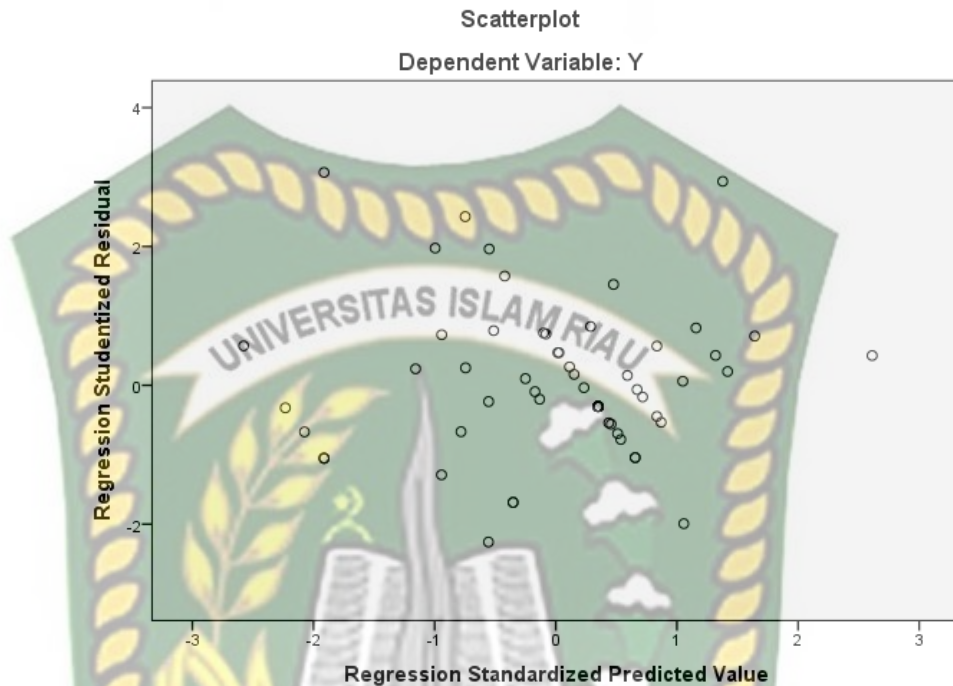 Scatterplot
Dependent Variable: Y
Regression Studentized Residual
4
2
0
-2
UNIVERSITAS ISLAM RIAU
-3
-2
-1
0
1
2
3
Regression Standardized Predicted Value